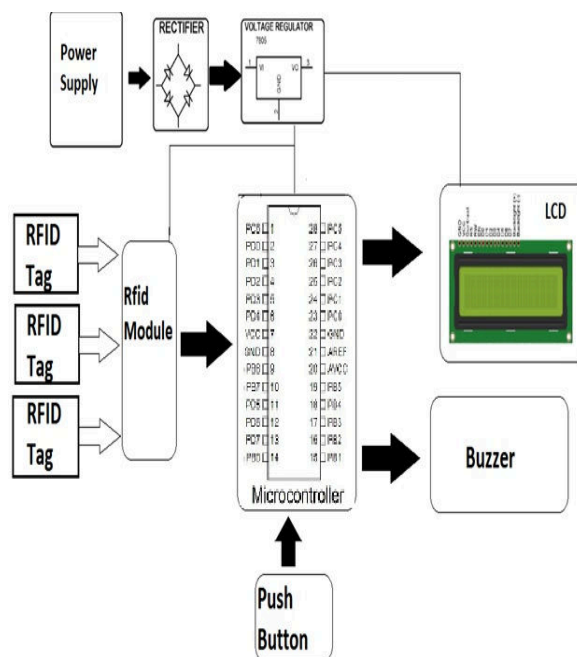 Power
Supply
RECTIFIER
VOLTAGE REGULATOR
7805
1
VI
VO
3
GND
2
LCD
RFID
Tag
RFID
Tag
RFID
Tag
Rfid
Module
PC6 1
PD0 2
PD1 3
PD2 4
PD3 5
PD4 6
VCC 7
GND 8
PB6 9
PB7 10
PD5 11
PD6 12
PD7 13
PB0 14
28 PC5
27 PC4
26 PC3
25 PC2
24 PC1
23 PC0
22 GND
21 AREF
20 AVCC
19 PB5
18 PB4
17 PB3
16 PB2
15 PB1
Microcontroller
Buzzer
Push
Button